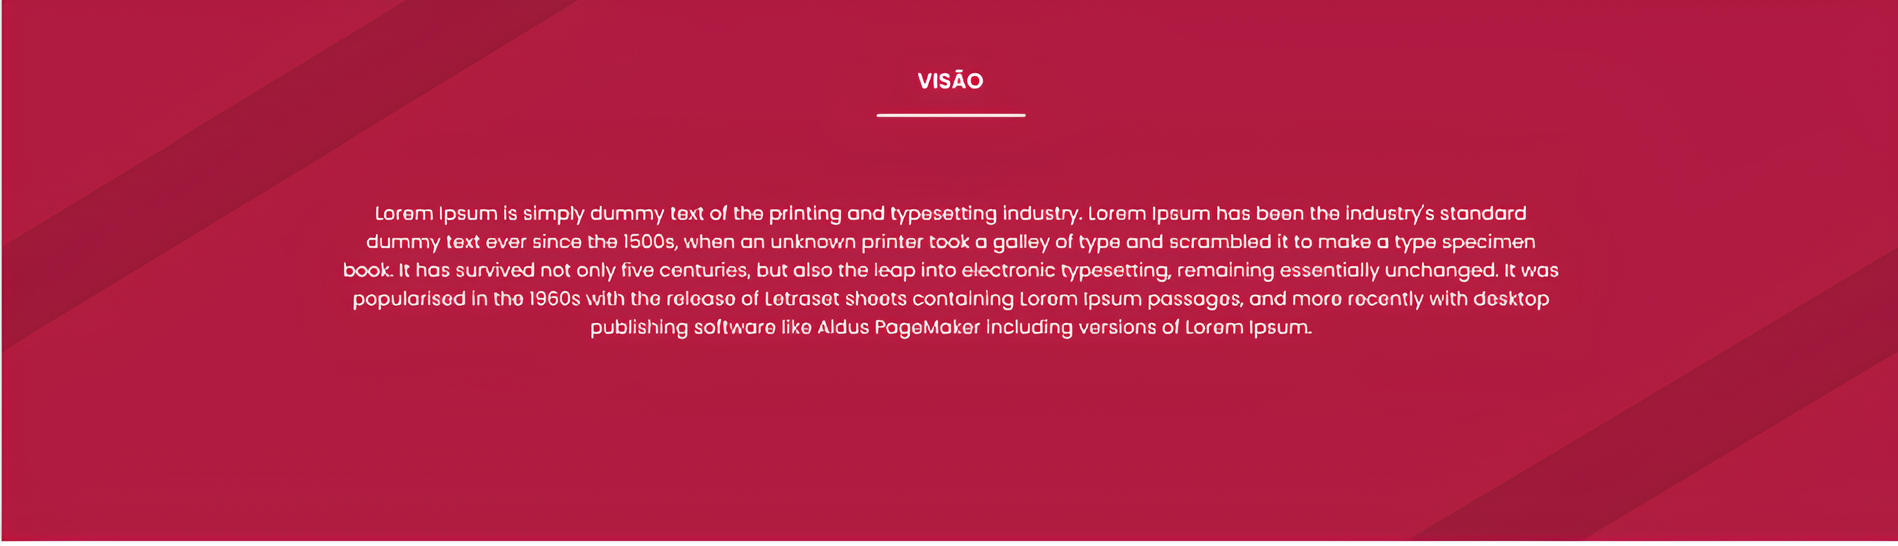 VISÃO
Lorem Ipsum is simply dummy text of the printing and typesetting industry. Lorem Ipsum has been the industry's standard
dummy text ever since the 1500s, when an unknown printer took a galley of type and scrambled it to make a type specimen
book. It has survived not only five centuries, but also the leap into electronic typesetting, remaining essentially unchanged. It was
popularised in the 1960s with the release of Letraset sheets containing Lorem Ipsum passages, and more recently with desktop
publishing software like Aldus PageMaker including versions of Lorem Ipsum.